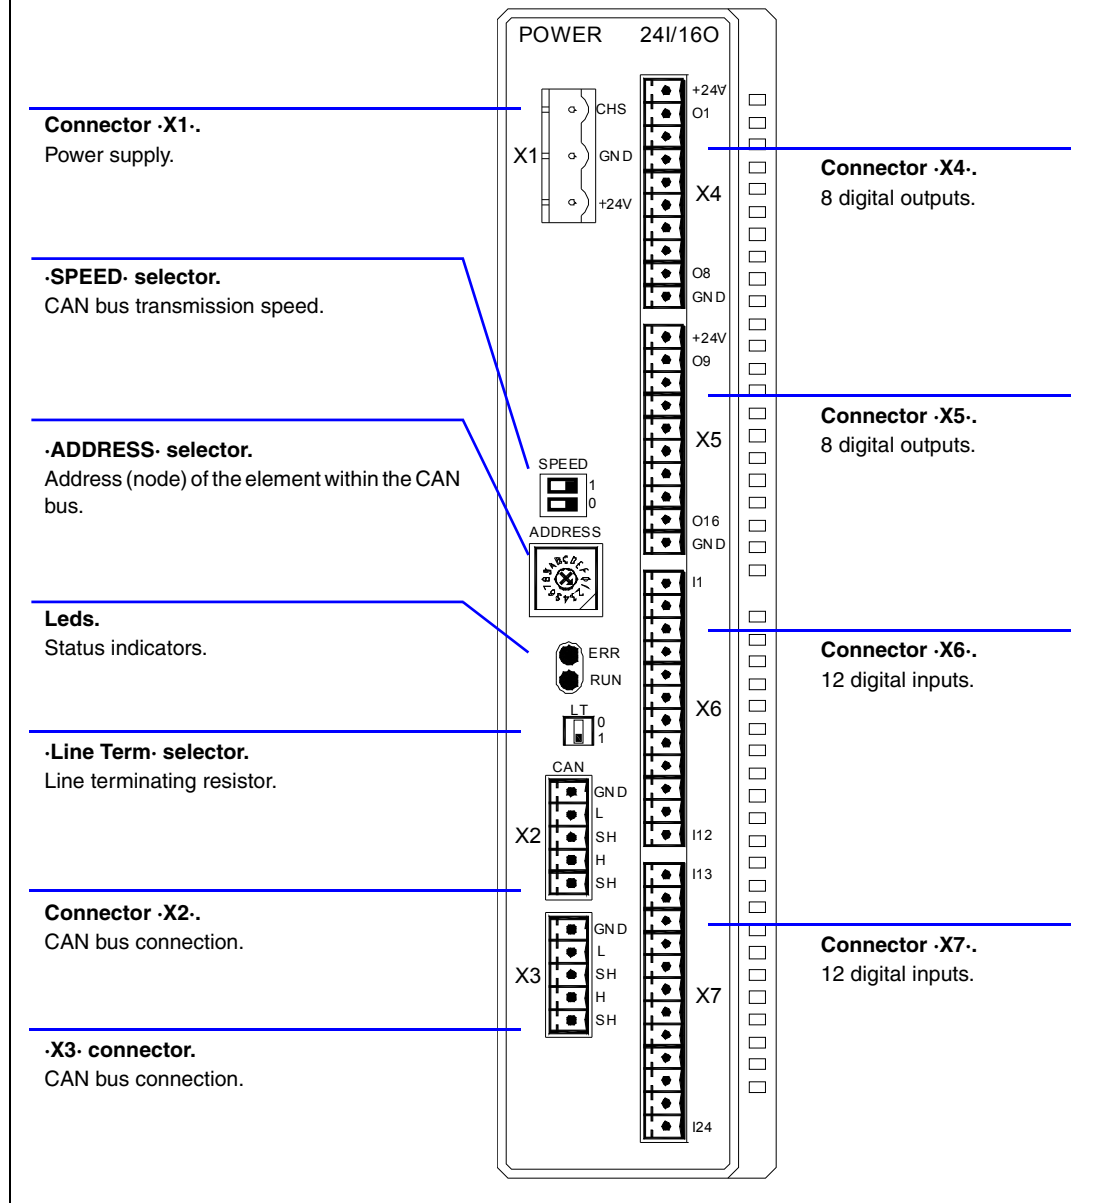 POWER 24I/16O
+24V
O1
CHS
X1
GND
+24V
X4
O8
GND
Connector ·X1·.
Power supply.
Connector ·X4·.
8 digital outputs.
·SPEED· selector.
CAN bus transmission speed.
+24V
O9
X5
O16
GND
Connector ·X5·.
8 digital outputs.
·ADDRESS· selector.
Address (node) of the element within the CAN
bus.
SPEED
1
0
ADDRESS
I1
X6
I12
Leds.
Status indicators.
ERR
RUN
Connector ·X6·.
12 digital inputs.
LT
0
1
·Line Term· selector.
Line terminating resistor.
CAN
X2
GND
L
SH
H
SH
Connector ·X2·.
CAN bus connection.
X3
GND
L
SH
H
SH
I13
X7
I24
Connector ·X7·.
12 digital inputs.
·X3· connector.
CAN bus connection.